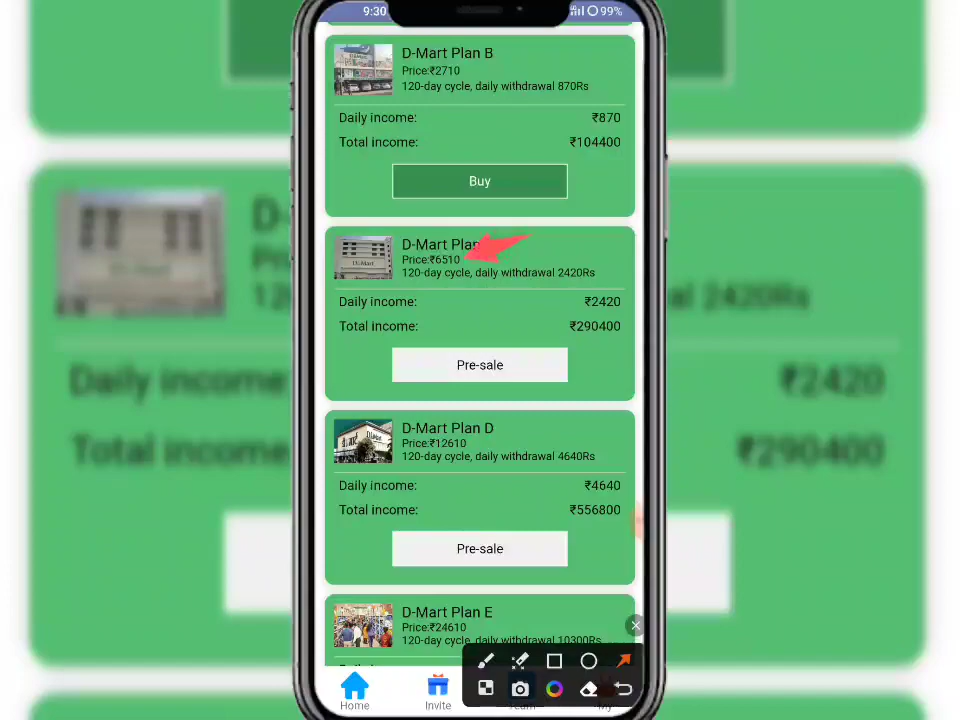 9:30
99%
D-Mart Plan B
Price:₹2710
120-day cycle, daily withdrawal 870Rs
Daily income: ₹870
Total income: ₹104400
Buy
D-Mart Plan
Price:₹6510
120-day cycle, daily withdrawal 2420Rs
Daily income: ₹2420
Total income: ₹290400
Pre-sale
D-Mart Plan D
Price:₹12610
120-day cycle, daily withdrawal 4640Rs
Daily income: ₹4640
Total income: ₹556800
Pre-sale
D-Mart Plan E
Price:₹24610
120-day cycle, daily withdrawal 10300Rs
Home
Invite
Team
My